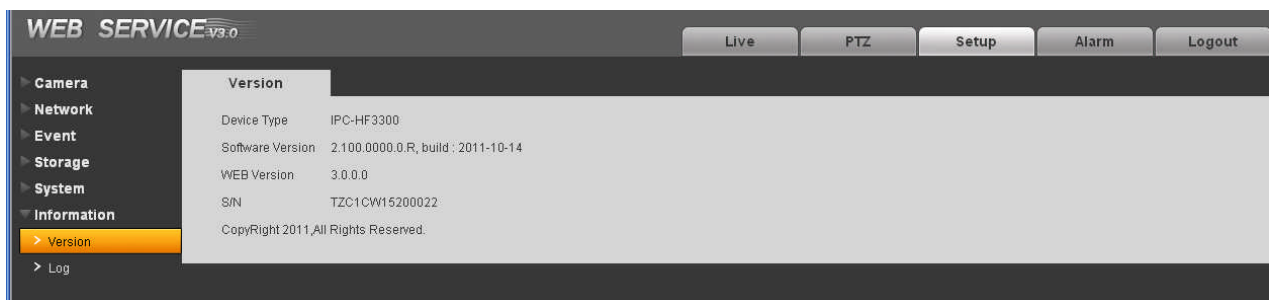 WEB SERVICE V3.0
Live PTZ Setup Alarm Logout
Camera
Network
Event
Storage
System
Information
> Version
> Log
Version
Device Type IPC-HF3300
Software Version 2.100.0000.0.R, build : 2011-10-14
WEB Version 3.0.0.0
S/N TZC1CW15200022
CopyRight 2011,All Rights Reserved.